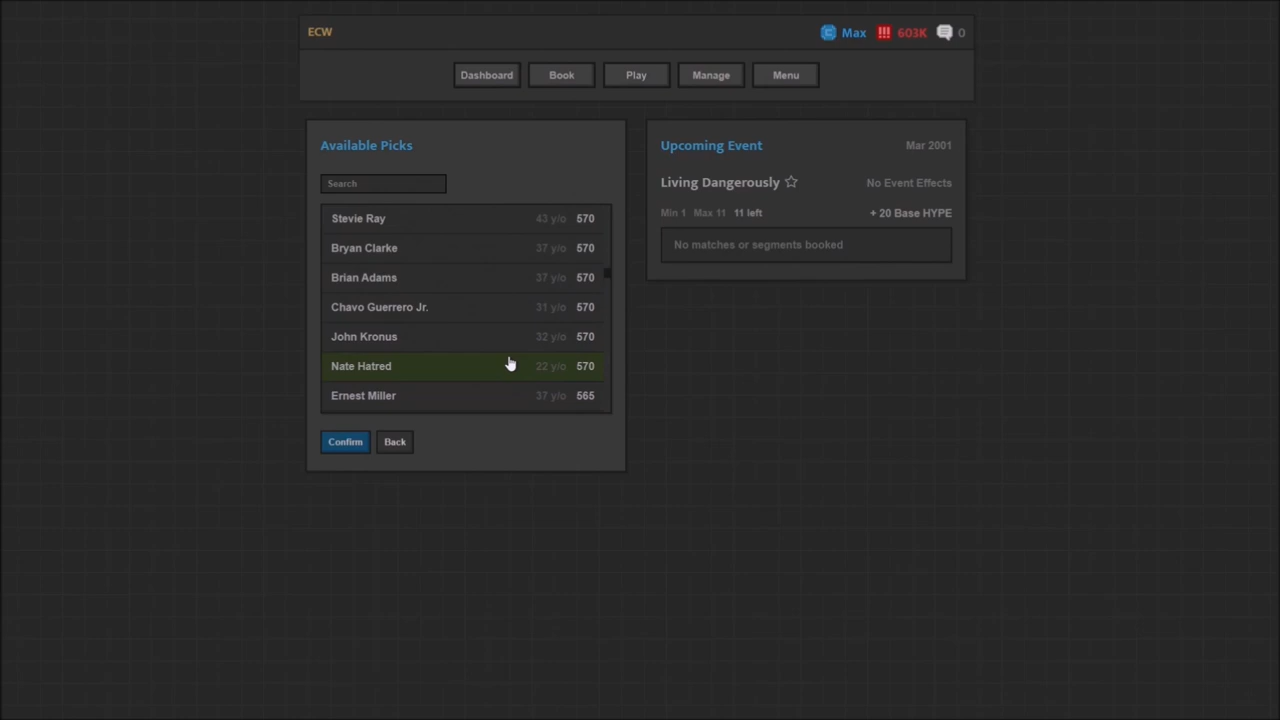 ECW
Max 603K 0
Dashboard Book Play Manage Menu
Available Picks
Search
Stevie Ray 43 y/o 570
Bryan Clarke 37 y/o 570
Brian Adams 37 y/o 570
Chavo Guerrero Jr. 31 y/o 570
John Kronus 32 y/o 570
Nate Hatred 22 y/o 570
Ernest Miller 37 y/o 565
Confirm Back
Upcoming Event Mar 2001
Living Dangerously No Event Effects
Min 1 Max 11 11 left + 20 Base HYPE
No matches or segments booked